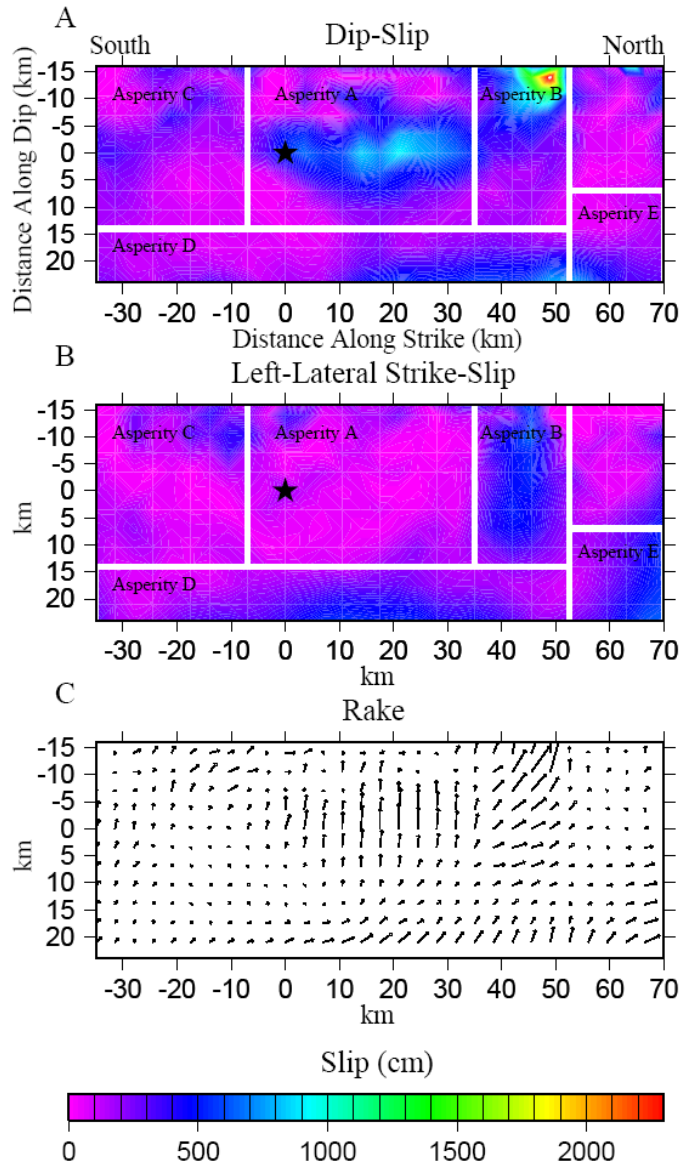 A
South Dip-Slip North
Distance Along Dip (km)
-15
-10
-5
0
5
10
15
20
Asperity C Asperity A Asperity B
Asperity E
Asperity D
-30 -20 -10 0 10 20 30 40 50 60 70
Distance Along Strike (km)
B
Left-Lateral Strike-Slip
km
-15
-10
-5
0
5
10
15
20
Asperity C Asperity A Asperity B
Asperity E
Asperity D
-30 -20 -10 0 10 20 30 40 50 60 70
km
C
Rake
km
-15
-10
-5
0
5
10
15
20
-30 -20 -10 0 10 20 30 40 50 60 70
km
Slip (cm)
0 500 1000 1500 2000